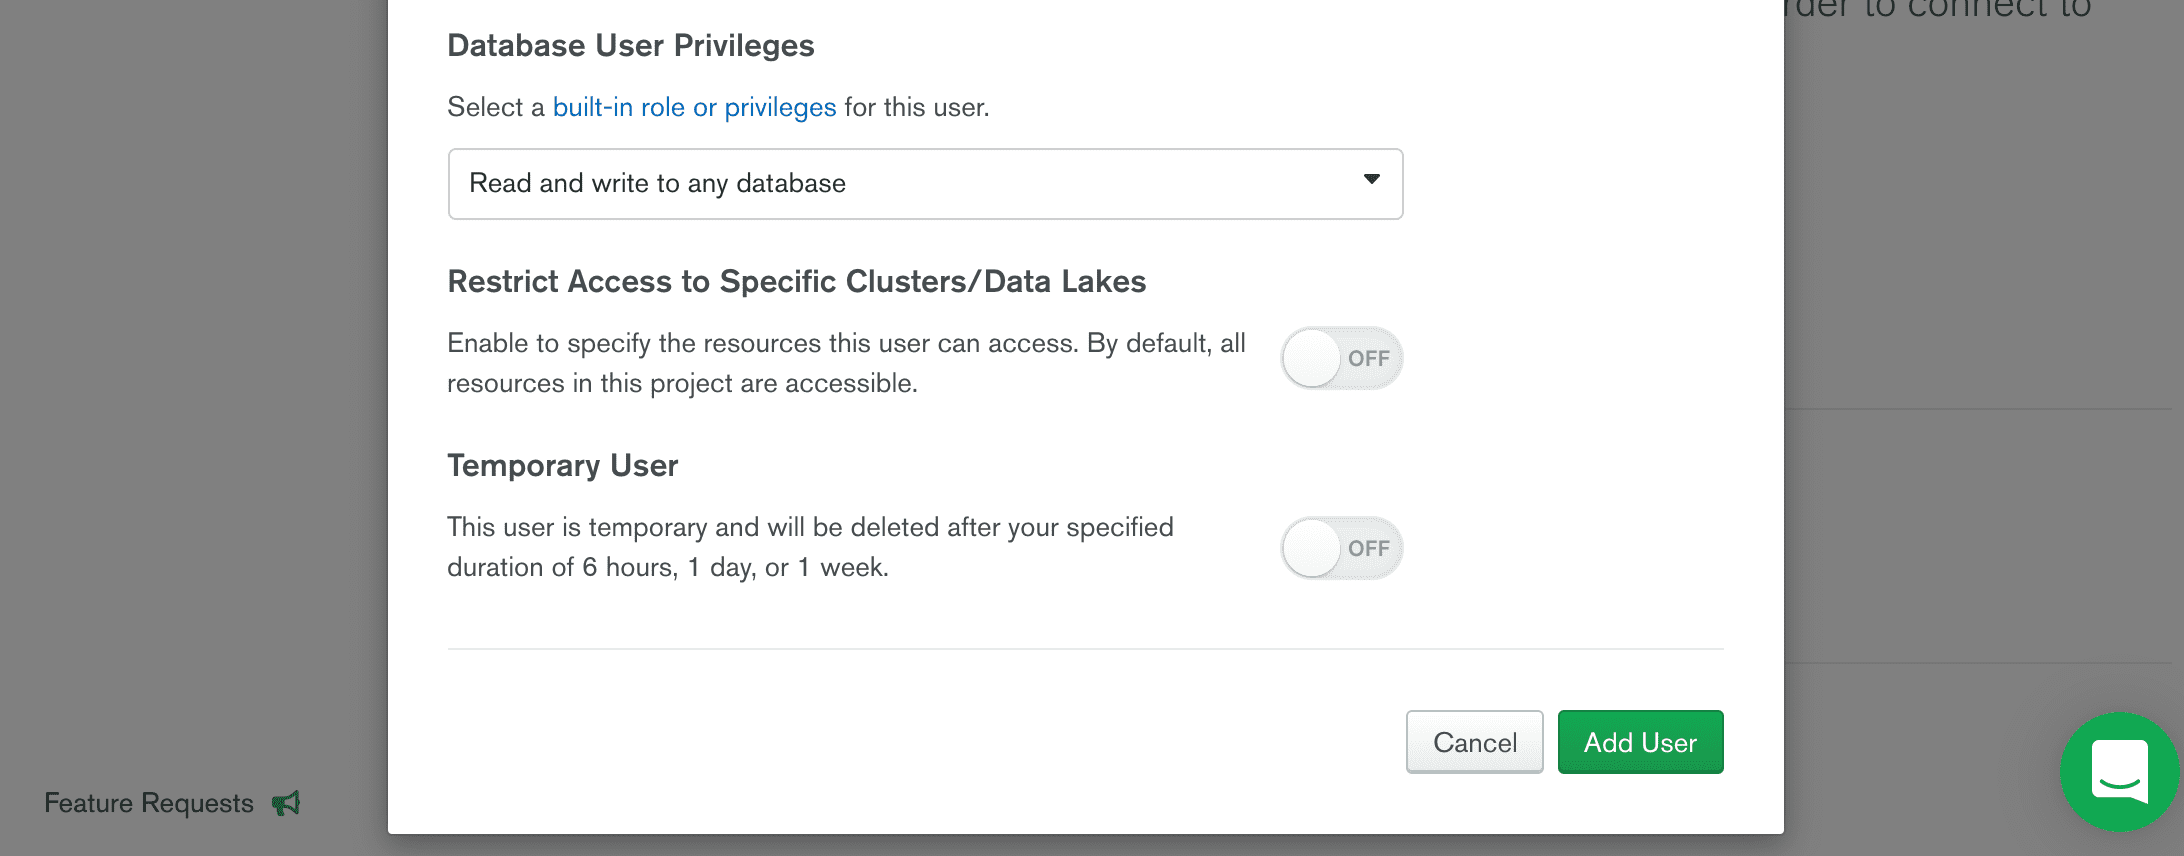 rder to connect to
Database User Privileges
Select a built-in role or privileges for this user.
Read and write to any database
Restrict Access to Specific Clusters/Data Lakes
Enable to specify the resources this user can access. By default, all
resources in this project are accessible.
OFF
Temporary User
This user is temporary and will be deleted after your specified
duration of 6 hours, 1 day, or 1 week.
OFF
Cancel
Add User
Feature Requests